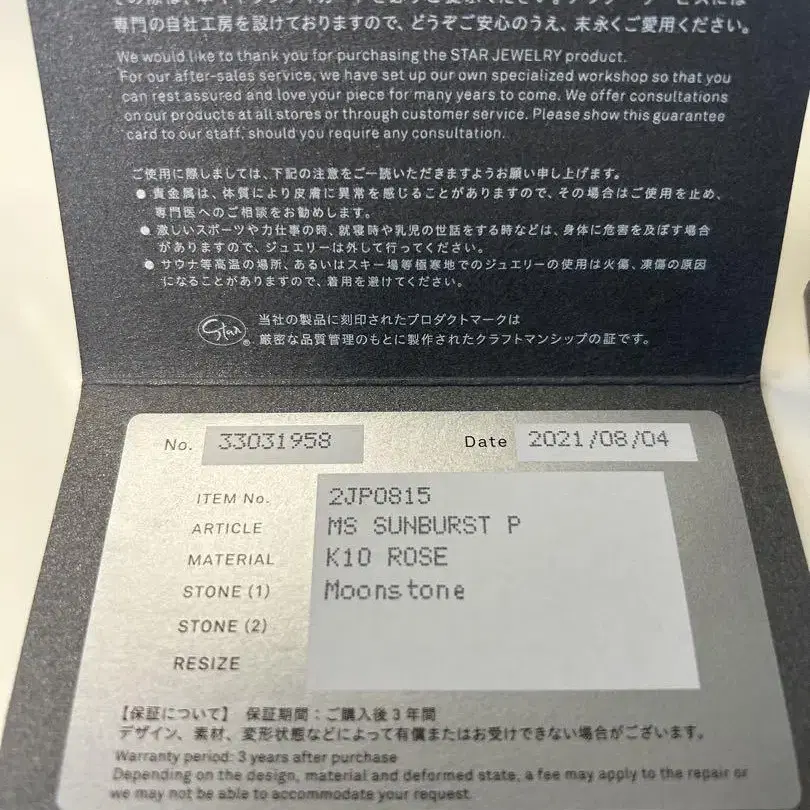 専門の自社工房を設けておりますので、どうぞご安心のうえ、末永くご愛用ください。
We would like to thank you for purchasing the STAR JEWELRY product.
For our after-sales service, we have set up our own specialized workshop so that you
can rest assured and love your piece for many years to come. We offer consultations
on our products at all stores or through customer service. Please show this guarantee
card to our staff, should you require any consultation.
ご使用に際しましては、下記の注意をご一読いただきますようお願い申し上げます。
● 貴金属は、体質により皮膚に異常を感じることがありますので、その場合はご使用を止め、
専門医へのご相談をお勧めします。
● 激しいスポーツや力仕事の時、就寝時や乳児の世話をする時などは、身体に危害を及ぼす場合
がありますので、ジュエリーは外して行ってください。
● サウナ等高温の場所、あるいはスキー場等極寒地でのジュエリーの使用は火傷、凍傷の原因
になることがありますので、着用を避けてください。
Star ® 当社の製品に刻印されたプロダクトマークは
厳密な品質管理のもとに製作されたクラフトマンシップの証です。
No. 33031958 Date 2021/08/04
ITEM No. 2JP0815
ARTICLE MS SUNBURST P
MATERIAL K10 ROSE
STONE (1) Moonstone
STONE (2)
RESIZE
【保証について】 保証期間：ご購入後3年間
デザイン、素材、変形状態などによって有償またはお受けできない場合がございます。
Warranty period: 3 years after purchase
Depending on the design, material and deformed state, a fee may apply to the repair or
we may not be able to accommodate your request.